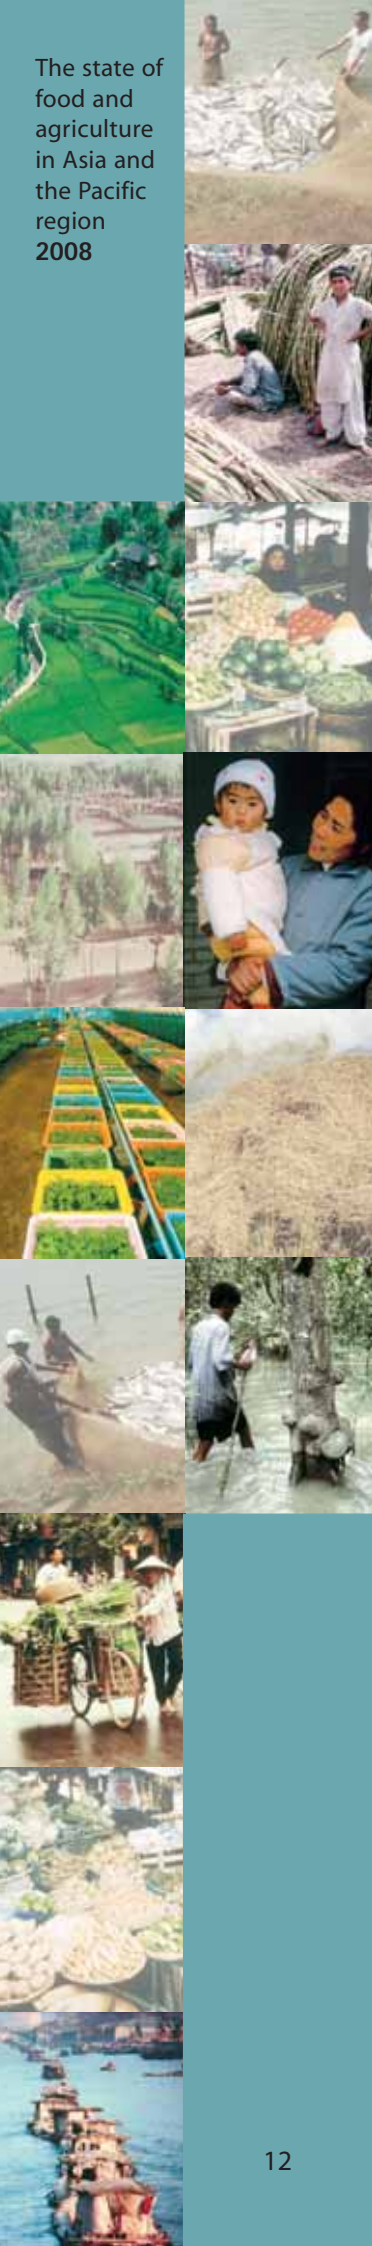 The state of
food and
agriculture
in Asia and
the Pacific
region
2008
12